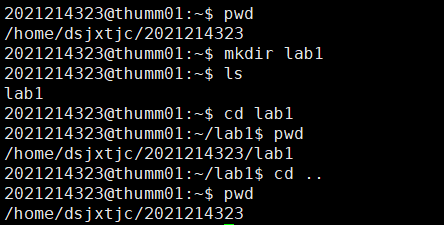 2021214323@thumm01:~$ pwd
/home/dsjxtjc/2021214323
2021214323@thumm01:~$ mkdir lab1
2021214323@thumm01:~$ ls
lab1
2021214323@thumm01:~$ cd lab1
2021214323@thumm01:~/lab1$ pwd
/home/dsjxtjc/2021214323/lab1
2021214323@thumm01:~/lab1$ cd ..
2021214323@thumm01:~$ pwd
/home/dsjxtjc/2021214323